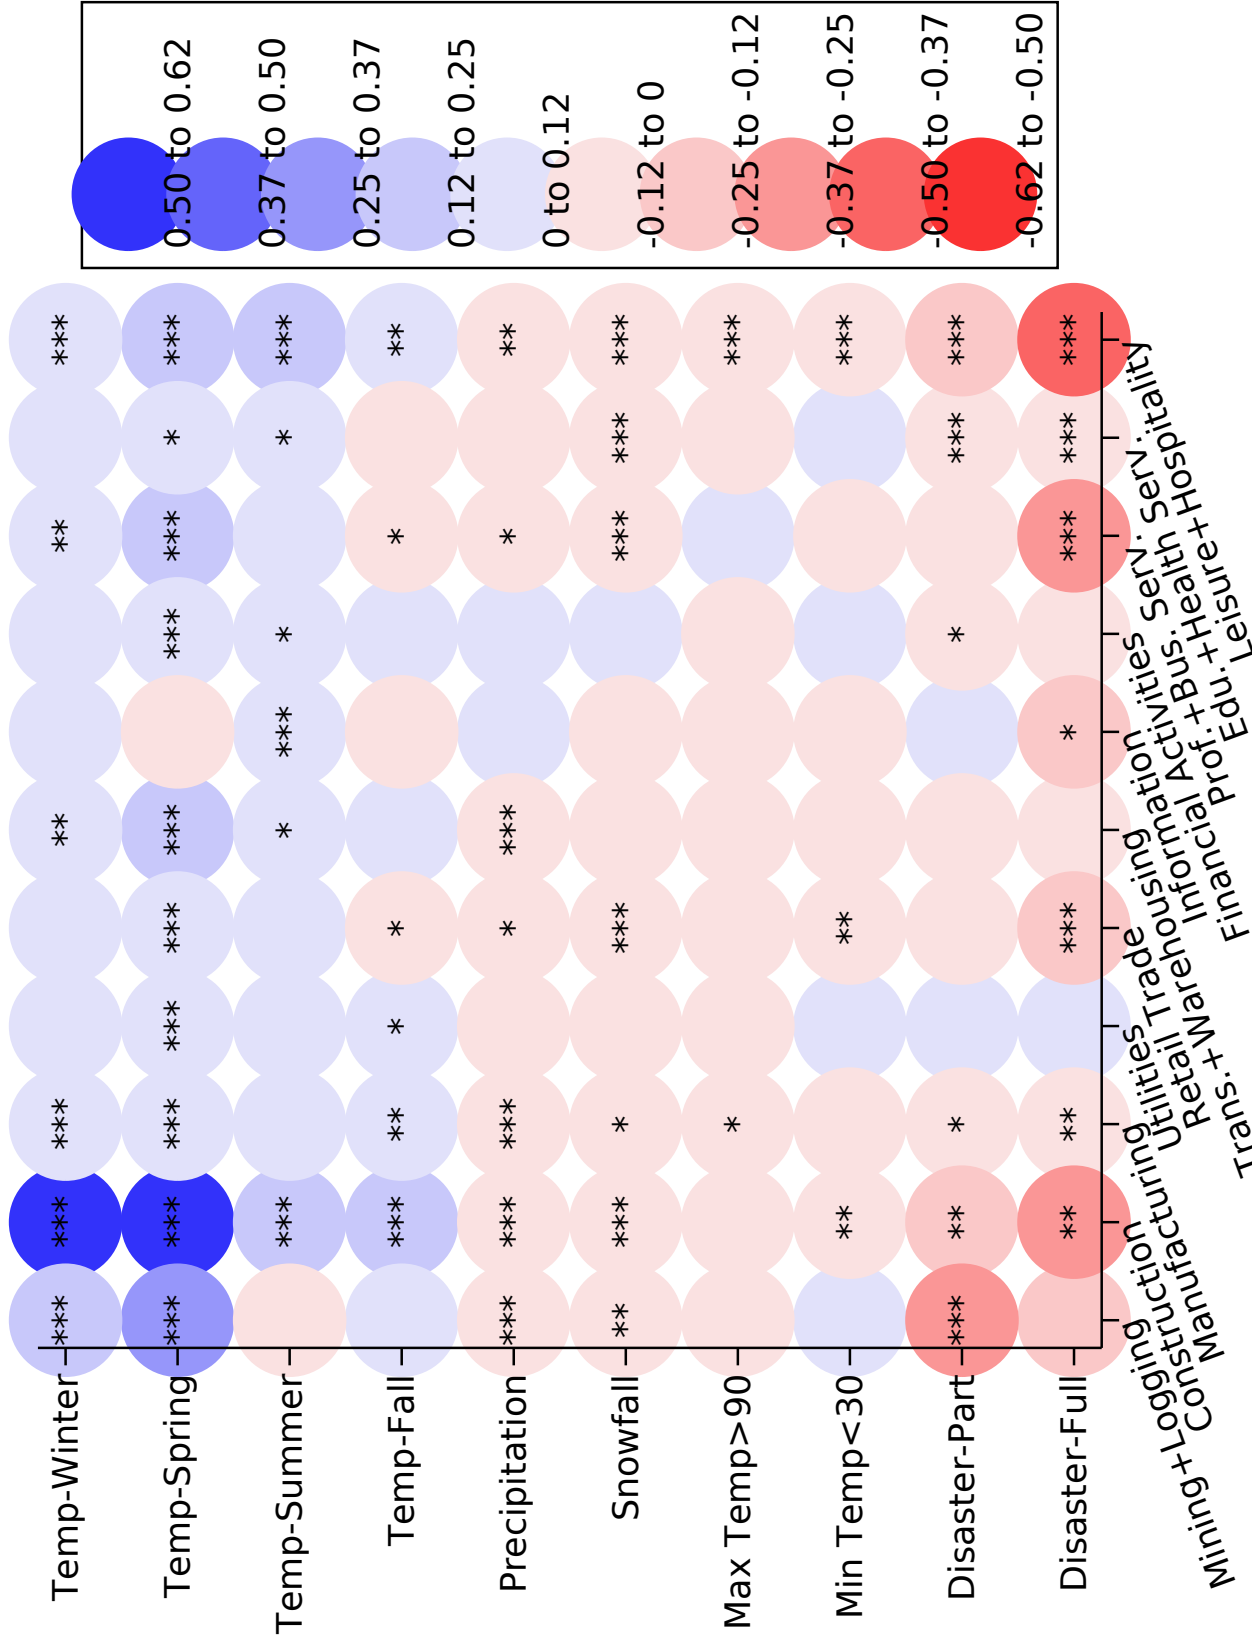 Temp-Winter *** *** *** ** ** ***
Temp-Spring *** *** *** *** *** *** *** *** * ***
Temp-Summer *** * *** * * ***
Temp-Fall *** ** * * * **
Precipitation *** *** *** * *** * **
Snowfall ** *** * *** *** *** ***
Max Temp>90 * ***
Min Temp<30 ** ** ***
Disaster-Part *** ** * * *** ***
Disaster-Full ** ** *** * *** *** ***
Mining+Logging
Construction
Manufacturing
Utilities
Retail Trade
Trans.+Warehousing
Information
Financial Activities
Prof.+Bus. Serv.
Edu.+Health Serv.
Leisure+Hospitality
0.50 to 0.62
0.37 to 0.50
0.25 to 0.37
0.12 to 0.25
0 to 0.12
-0.12 to 0
-0.25 to -0.12
-0.37 to -0.25
-0.50 to -0.37
-0.62 to -0.50